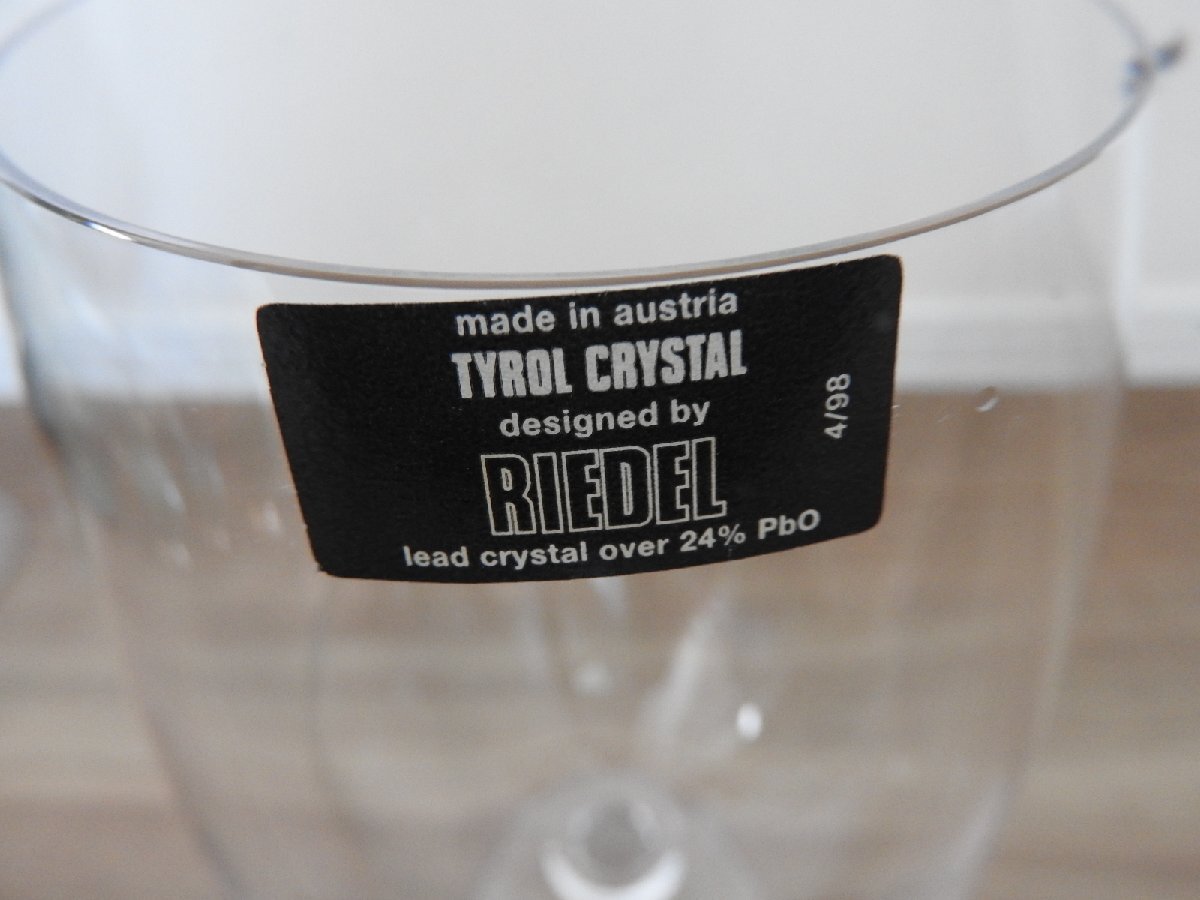 made in austria
TYROL CRYSTAL
designed by
RIEDEL
lead crystal over 24% PbO
4/98